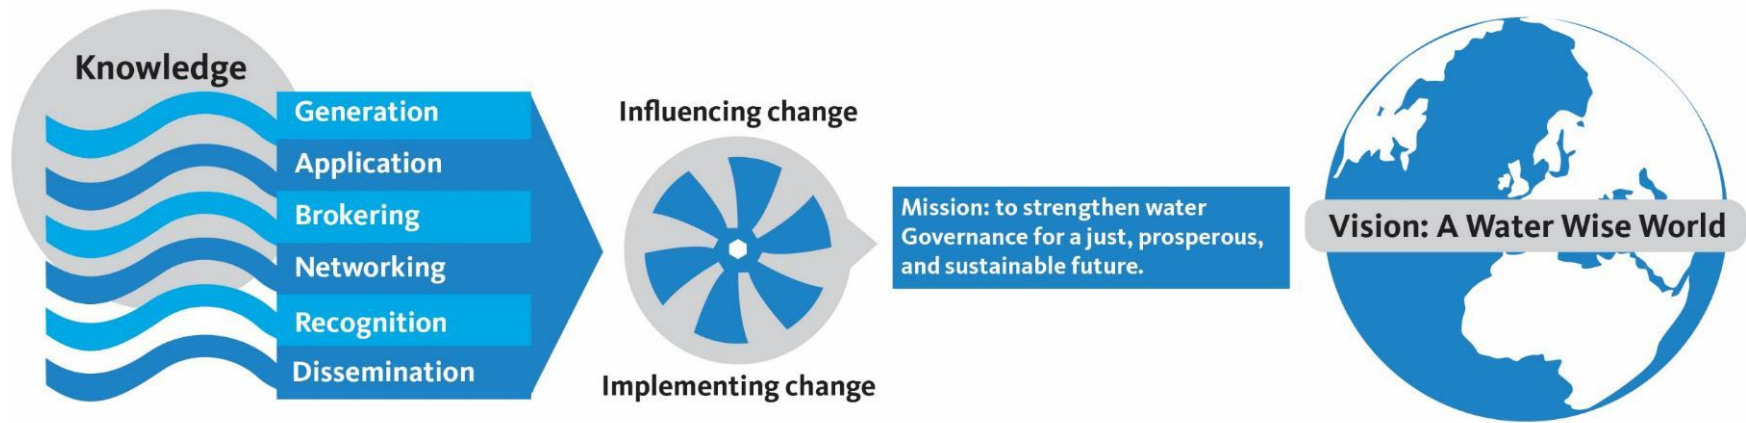 Knowledge
Generation
Application
Brokering
Networking
Recognition
Dissemination
Influencing change
Implementing change
Mission: to strengthen water
Governance for a just, prosperous,
and sustainable future.
Vision: A Water Wise World